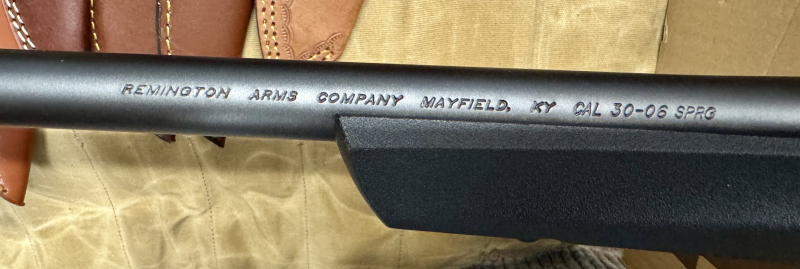 REMINGTON ARMS COMPANY MAYFIELD, KY CAL 30-06 SPRG